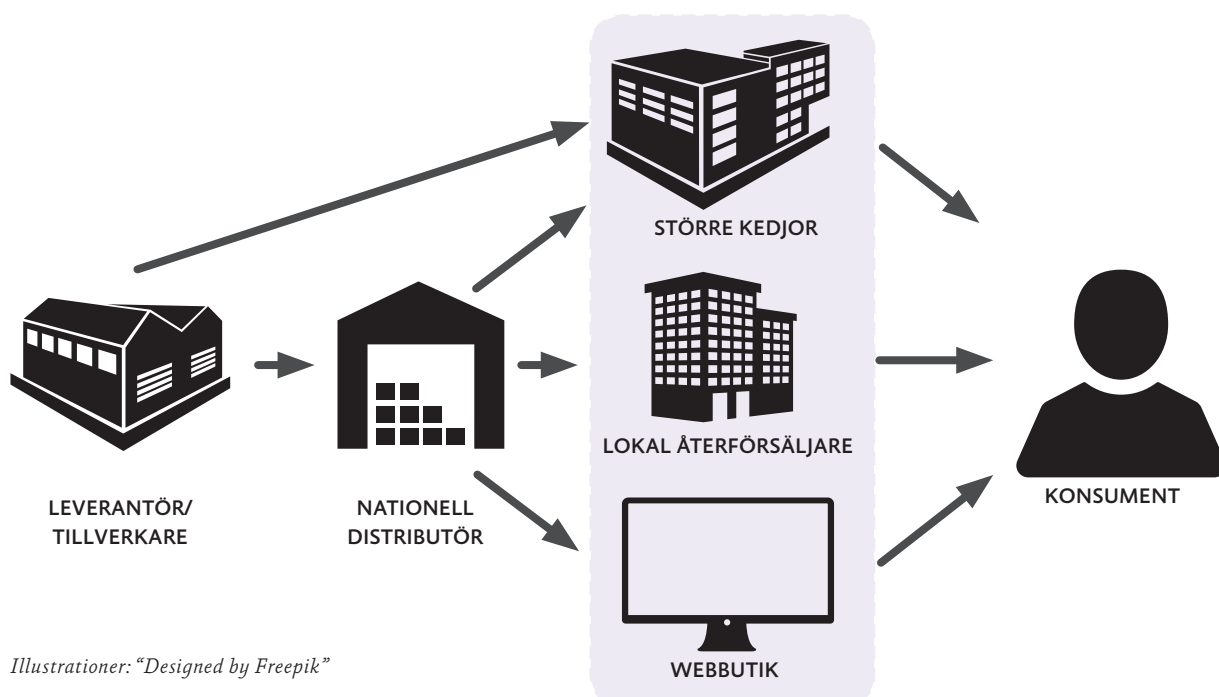 STÖRRE KEDJOR
LOKAL ÅTERFÖRSÄLJARE
LEVERANTÖR/
TILLVERKARE
NATIONELL
DISTRIBUTÖR
KONSUMENT
WEBBUTIK
Illustrationer: “Designed by Freepik”